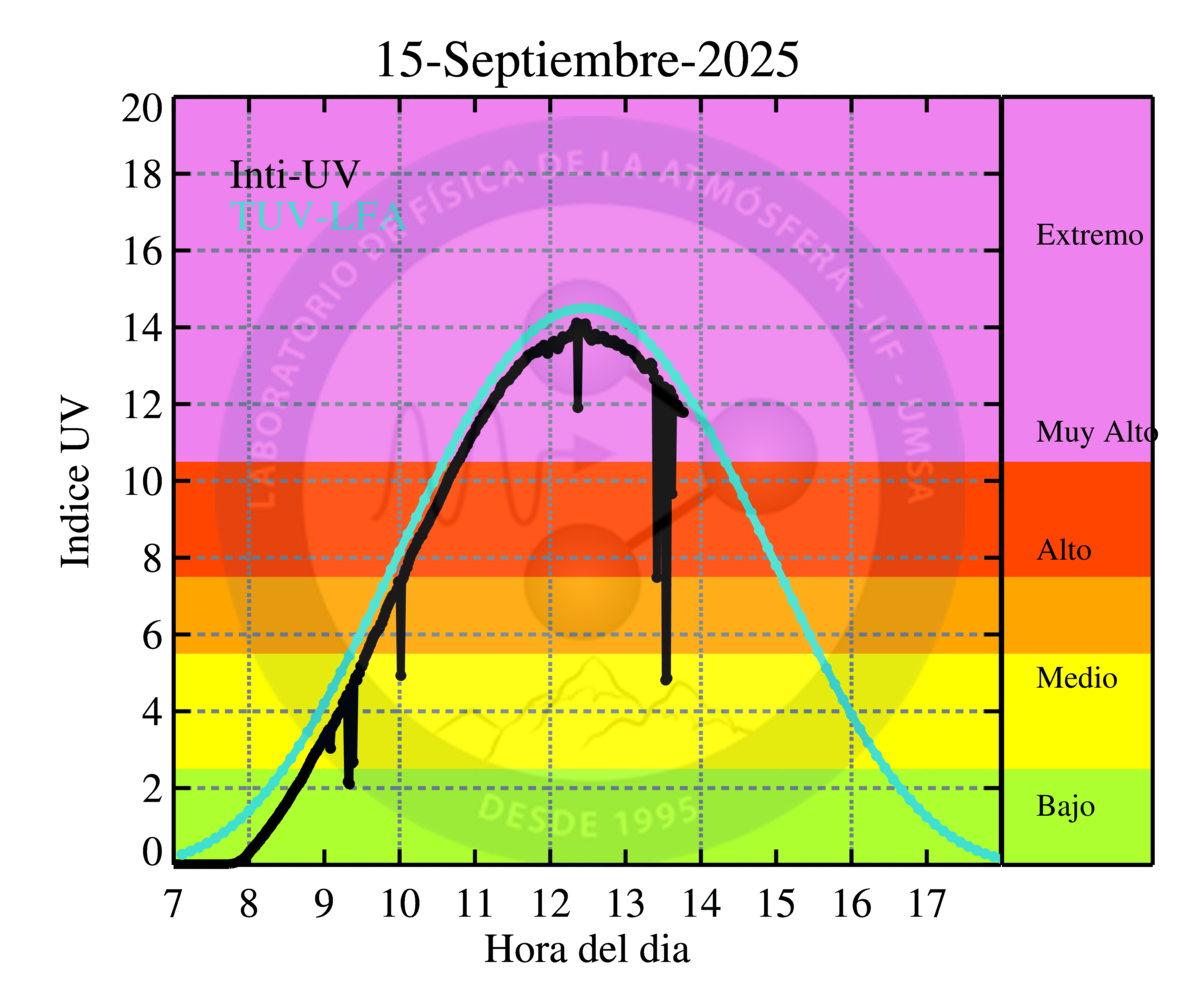 15-Septiembre-2025
20
18
16
14
12
10
8
6
4
2
0
Indice UV
Inti-UV
TUV-LFA
LABORATORIO DE FÍSICA DE LA ATMÓSFERA - IIF - UMSA
DESDE 1995
Extremo
Muy Alto
Alto
Medio
Bajo
7 8 9 10 11 12 13 14 15 16 17
Hora del dia